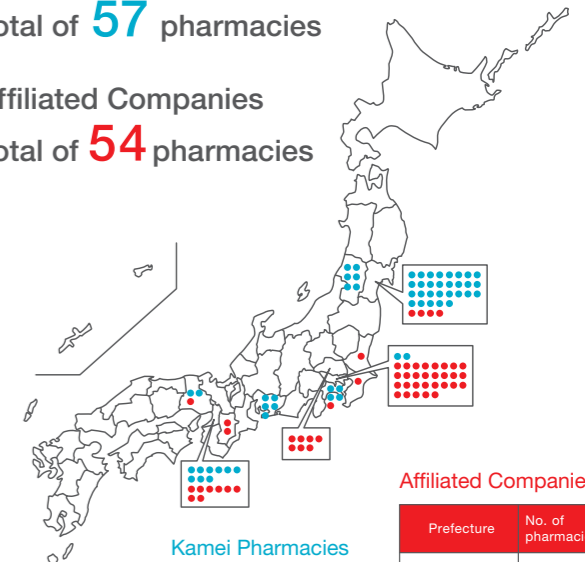 otal of 57 pharmacies
ffiliated Companies
otal of 54 pharmacies
Affiliated Companie
Prefecture
No. of
pharmaci
Kamei Pharmacies